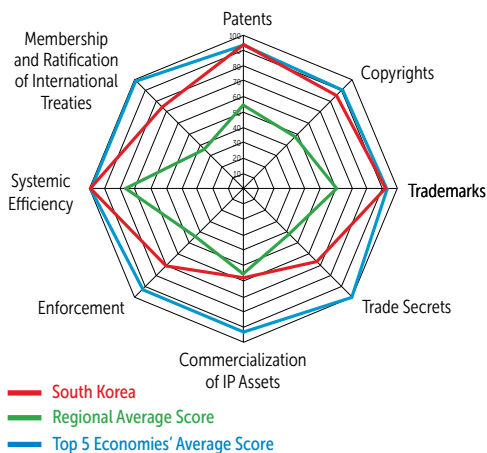 Patents
Membership
and Ratification
of International
Treaties
Copyrights
100
90
80
70
60
50
40
30
20
10
0
Systemic
Efficiency
Trademarks
Enforcement
Trade Secrets
Commercialization
of IP Assets
South Korea
Regional Average Score
Top 5 Economies’ Average Score